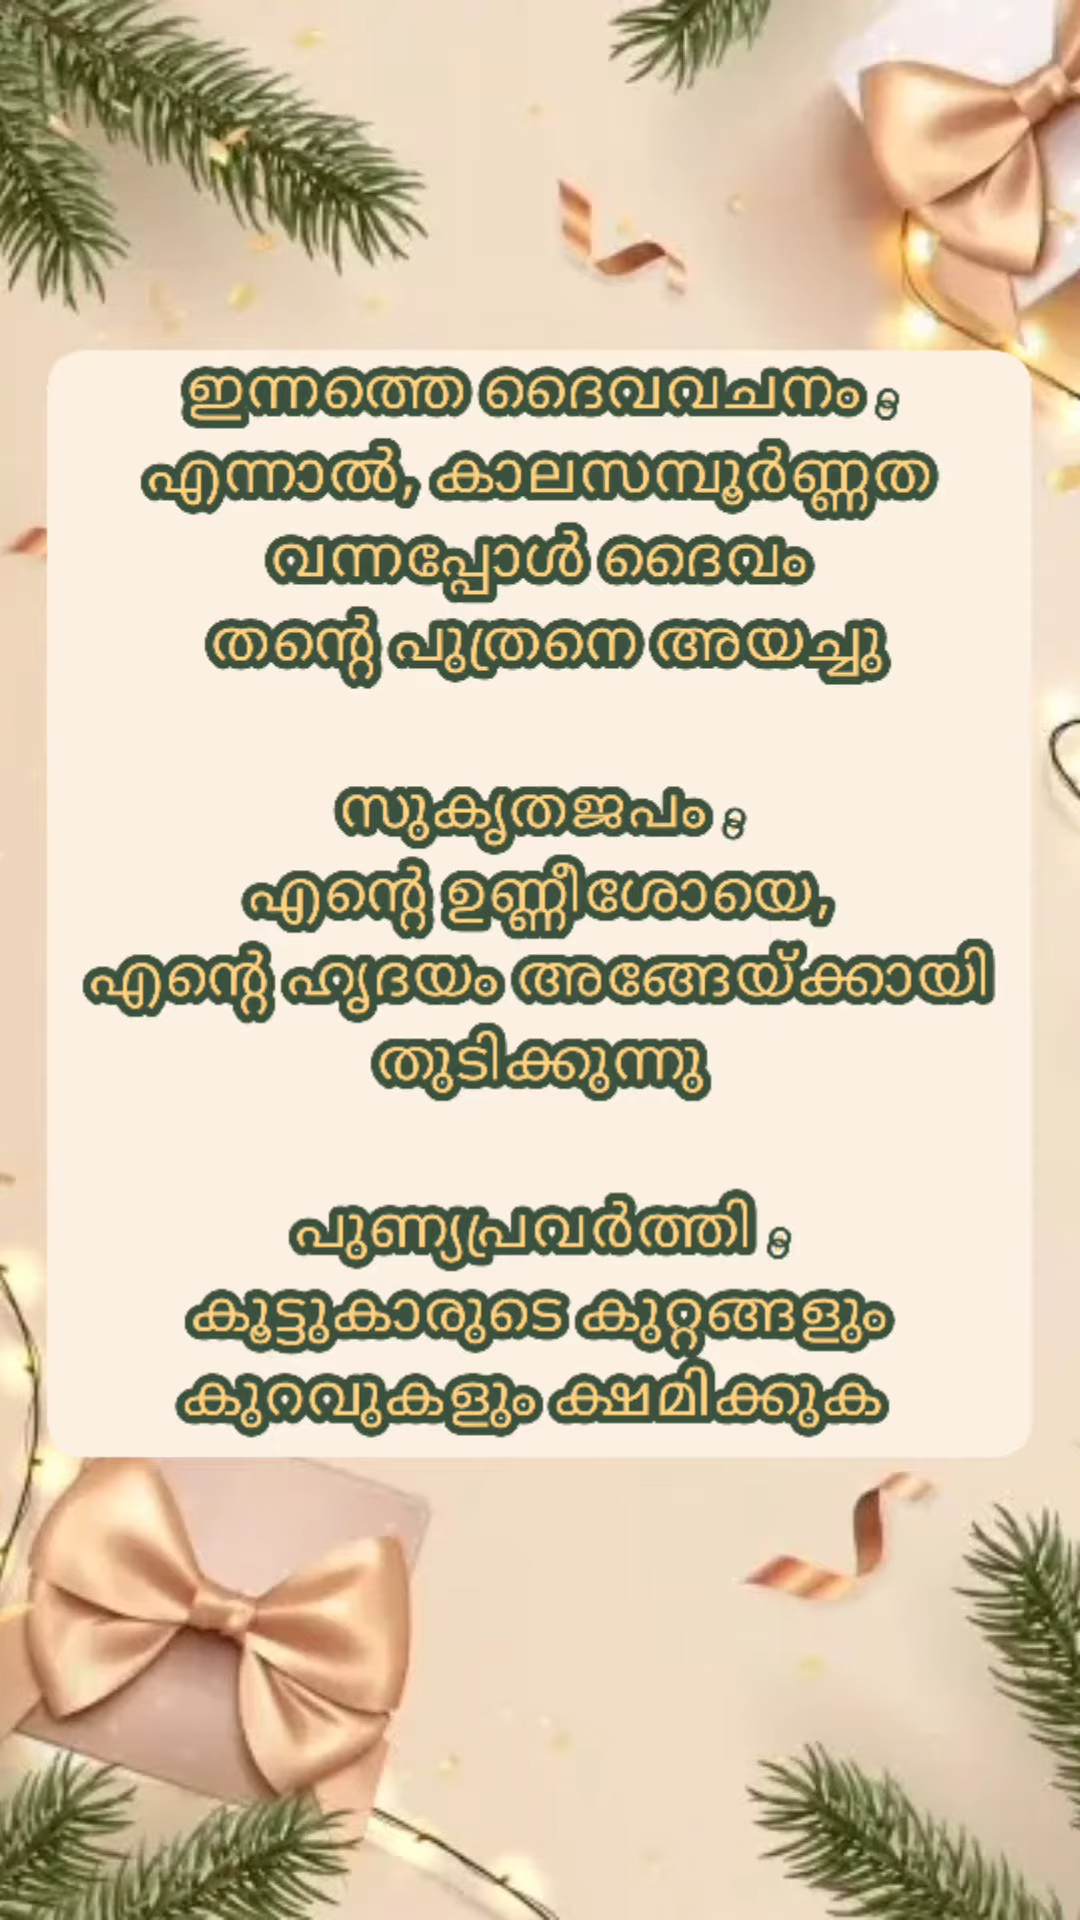 ഇന്നത്തെ ദൈവവചനം :
എന്നാൽ, കാലസമ്പൂർണ്ണത
വന്നപ്പോൾ ദൈവം
തന്റെ പുത്രനെ അയച്ചു
സുകൃതജപം :
എന്റെ ഉണ്ണീശോയെ,
എന്റെ ഹൃദയം അങ്ങേയ്ക്കായി
തുടിക്കുന്നു
പുണ്യപ്രവർത്തി :
കൂട്ടുകാരുടെ കുറ്റങ്ങളും
കുറവുകളും ക്ഷമിക്കുക